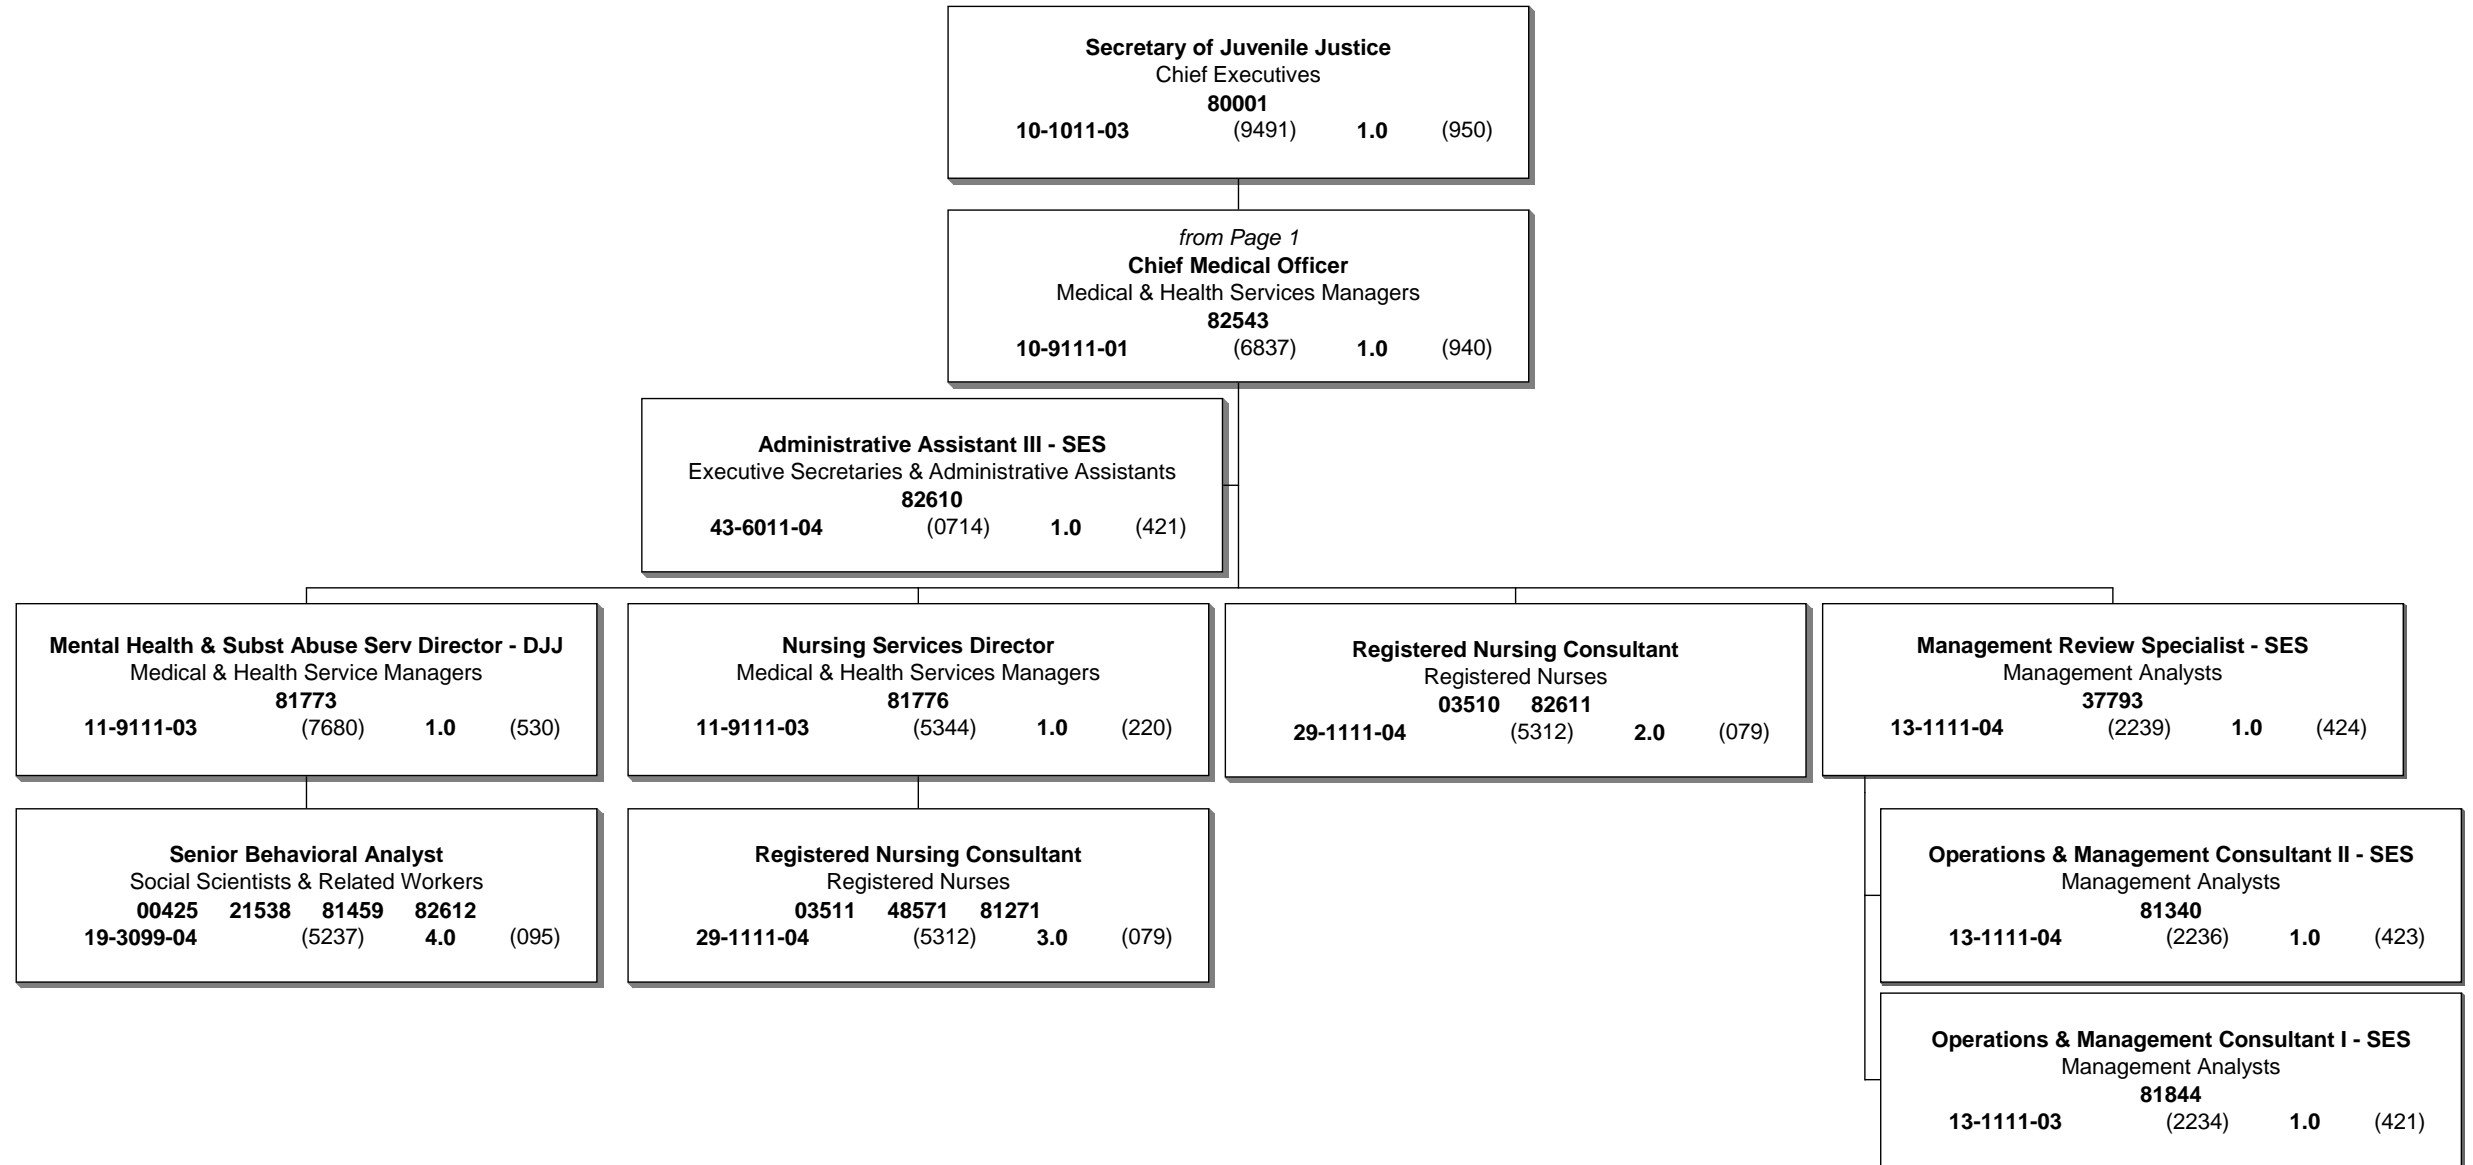 Secretary of Juvenile Justice
Chief Executives
80001
10-1011-03 (9491) 1.0 (950)
from Page 1
Chief Medical Officer
Medical & Health Services Managers
82543
10-9111-01 (6837) 1.0 (940)
Administrative Assistant III - SES
Executive Secretaries & Administrative Assistants
82610
43-6011-04 (0714) 1.0 (421)
Mental Health & Subst Abuse Serv Director - DJJ
Medical & Health Service Managers
81773
11-9111-03 (7680) 1.0 (530)
Nursing Services Director
Medical & Health Services Managers
81776
11-9111-03 (5344) 1.0 (220)
Registered Nursing Consultant
Registered Nurses
03510 82611
29-1111-04 (5312) 2.0 (079)
Management Review Specialist - SES
Management Analysts
37793
13-1111-04 (2239) 1.0 (424)
Senior Behavioral Analyst
Social Scientists & Related Workers
00425 21538 81459 82612
19-3099-04 (5237) 4.0 (095)
Registered Nursing Consultant
Registered Nurses
03511 48571 81271
29-1111-04 (5312) 3.0 (079)
Operations & Management Consultant II - SES
Management Analysts
81340
13-1111-04 (2236) 1.0 (423)
Operations & Management Consultant I - SES
Management Analysts
81844
13-1111-03 (2234) 1.0 (421)